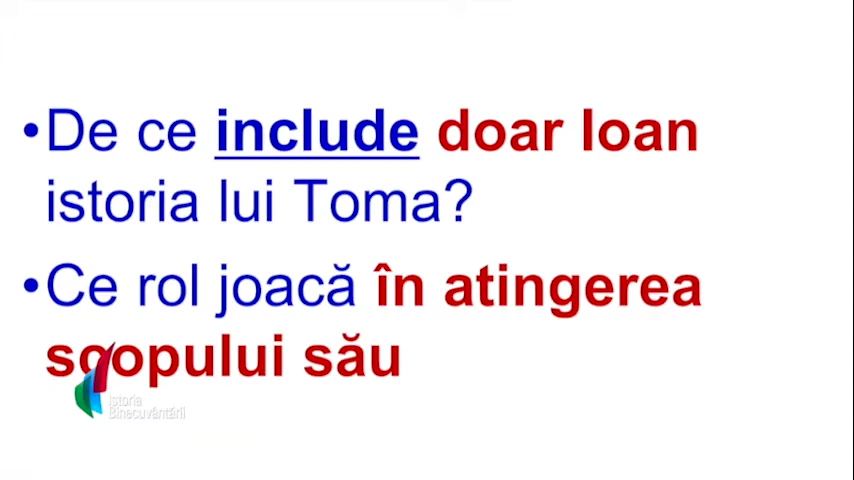 •De ce include doar Ioan
istoria lui Toma?
•Ce rol joacă în atingerea
scopului său
Istoria
Binecuvântării